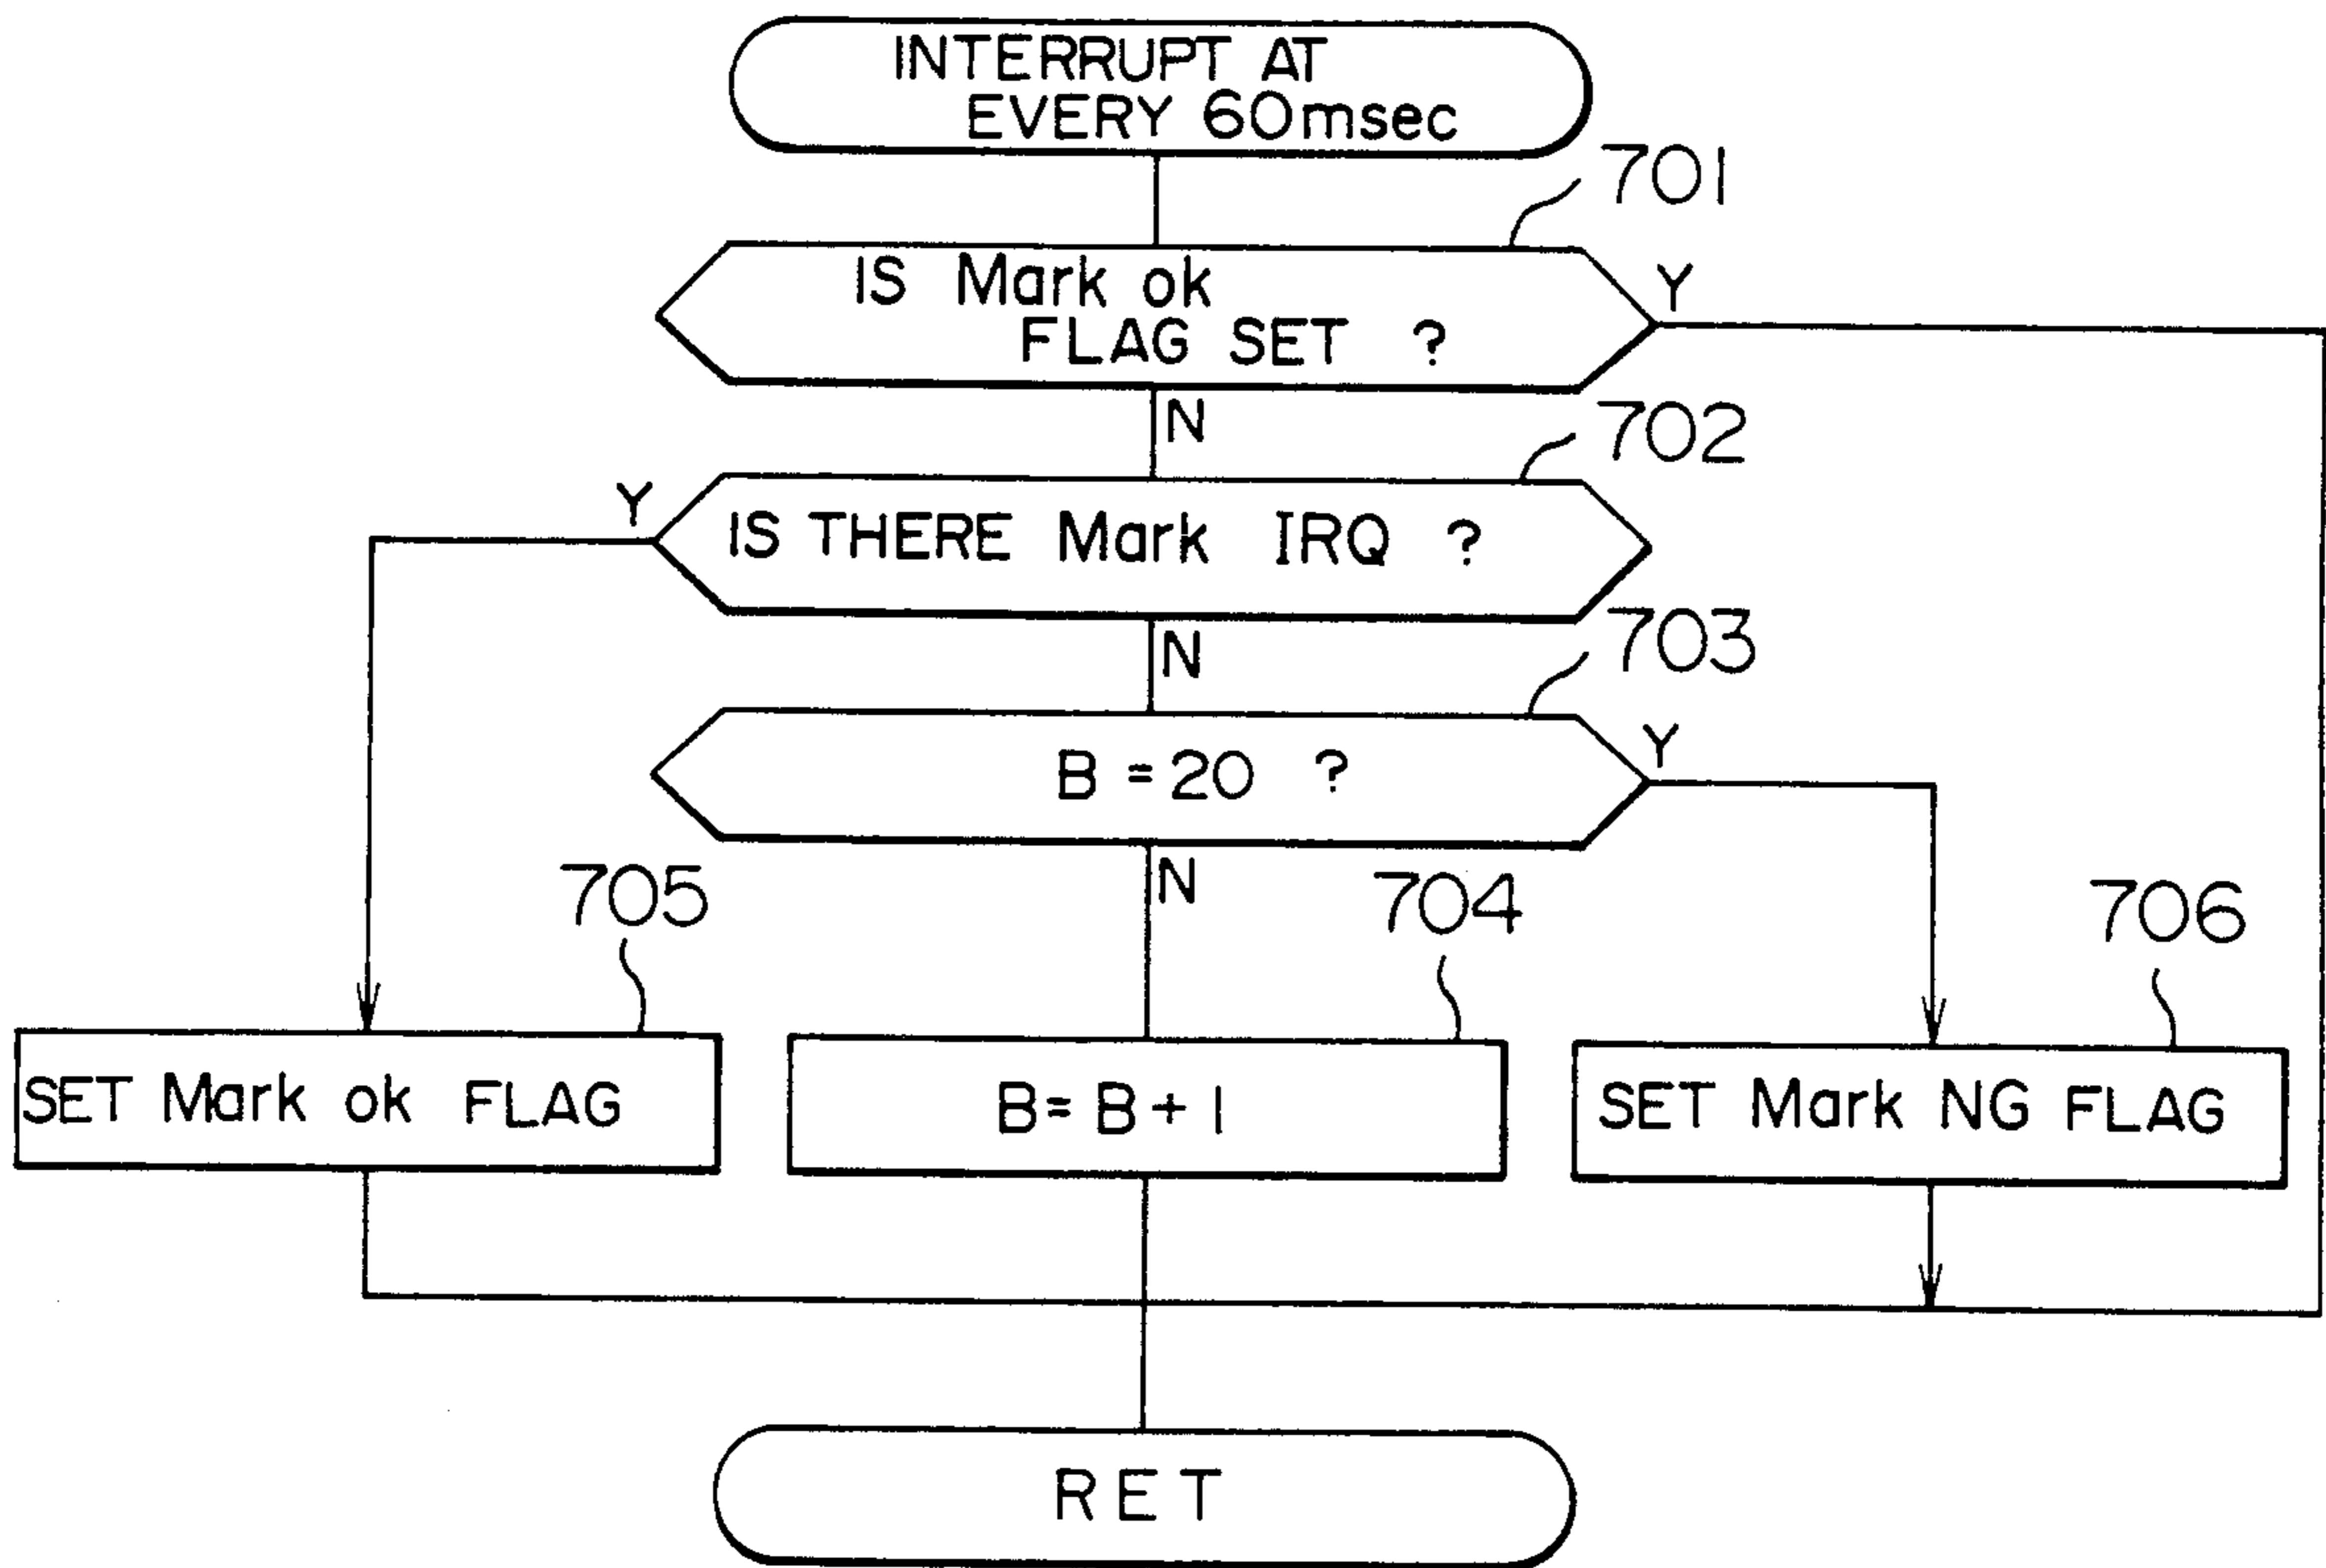 INTERRUPT AT
EVERY 60msec
701
IS Mark ok
FLAG SET ?
Y
N
702
Y
IS THERE Mark IRQ ?
N
703
B = 20 ?
Y
N
705
704
706
SET Mark ok FLAG
B = B + 1
SET Mark NG FLAG
RET